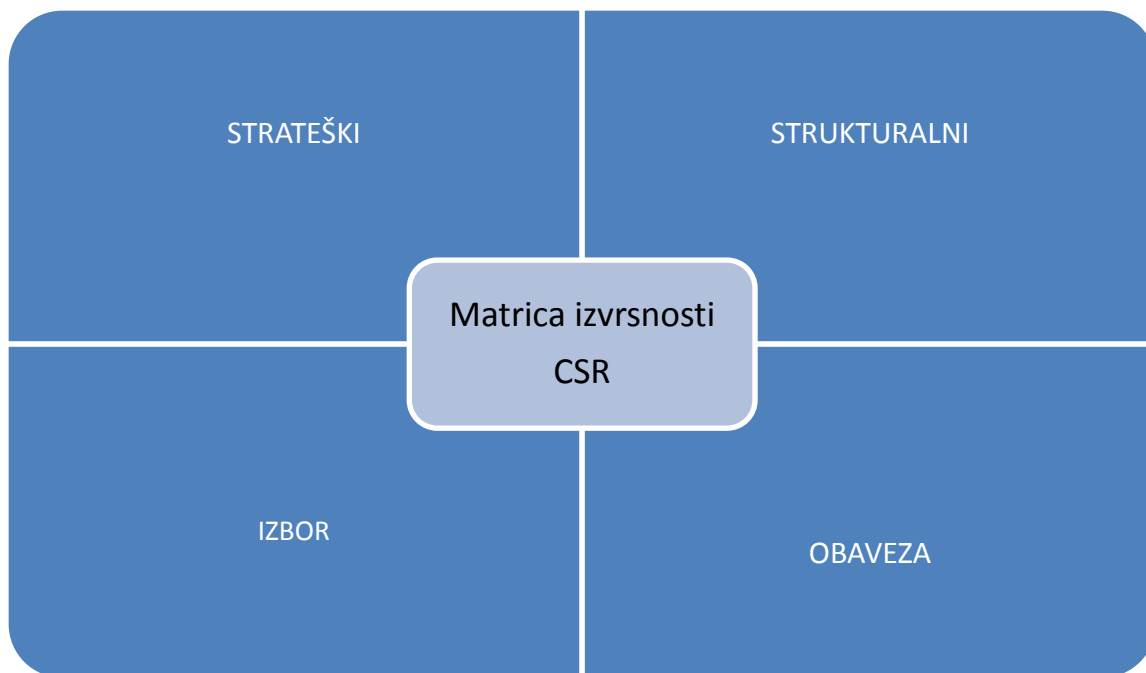 STRATEŠKI
STRUKTURALNI
Matrica izvrsnosti
CSR
IZBOR
OBAVEZA